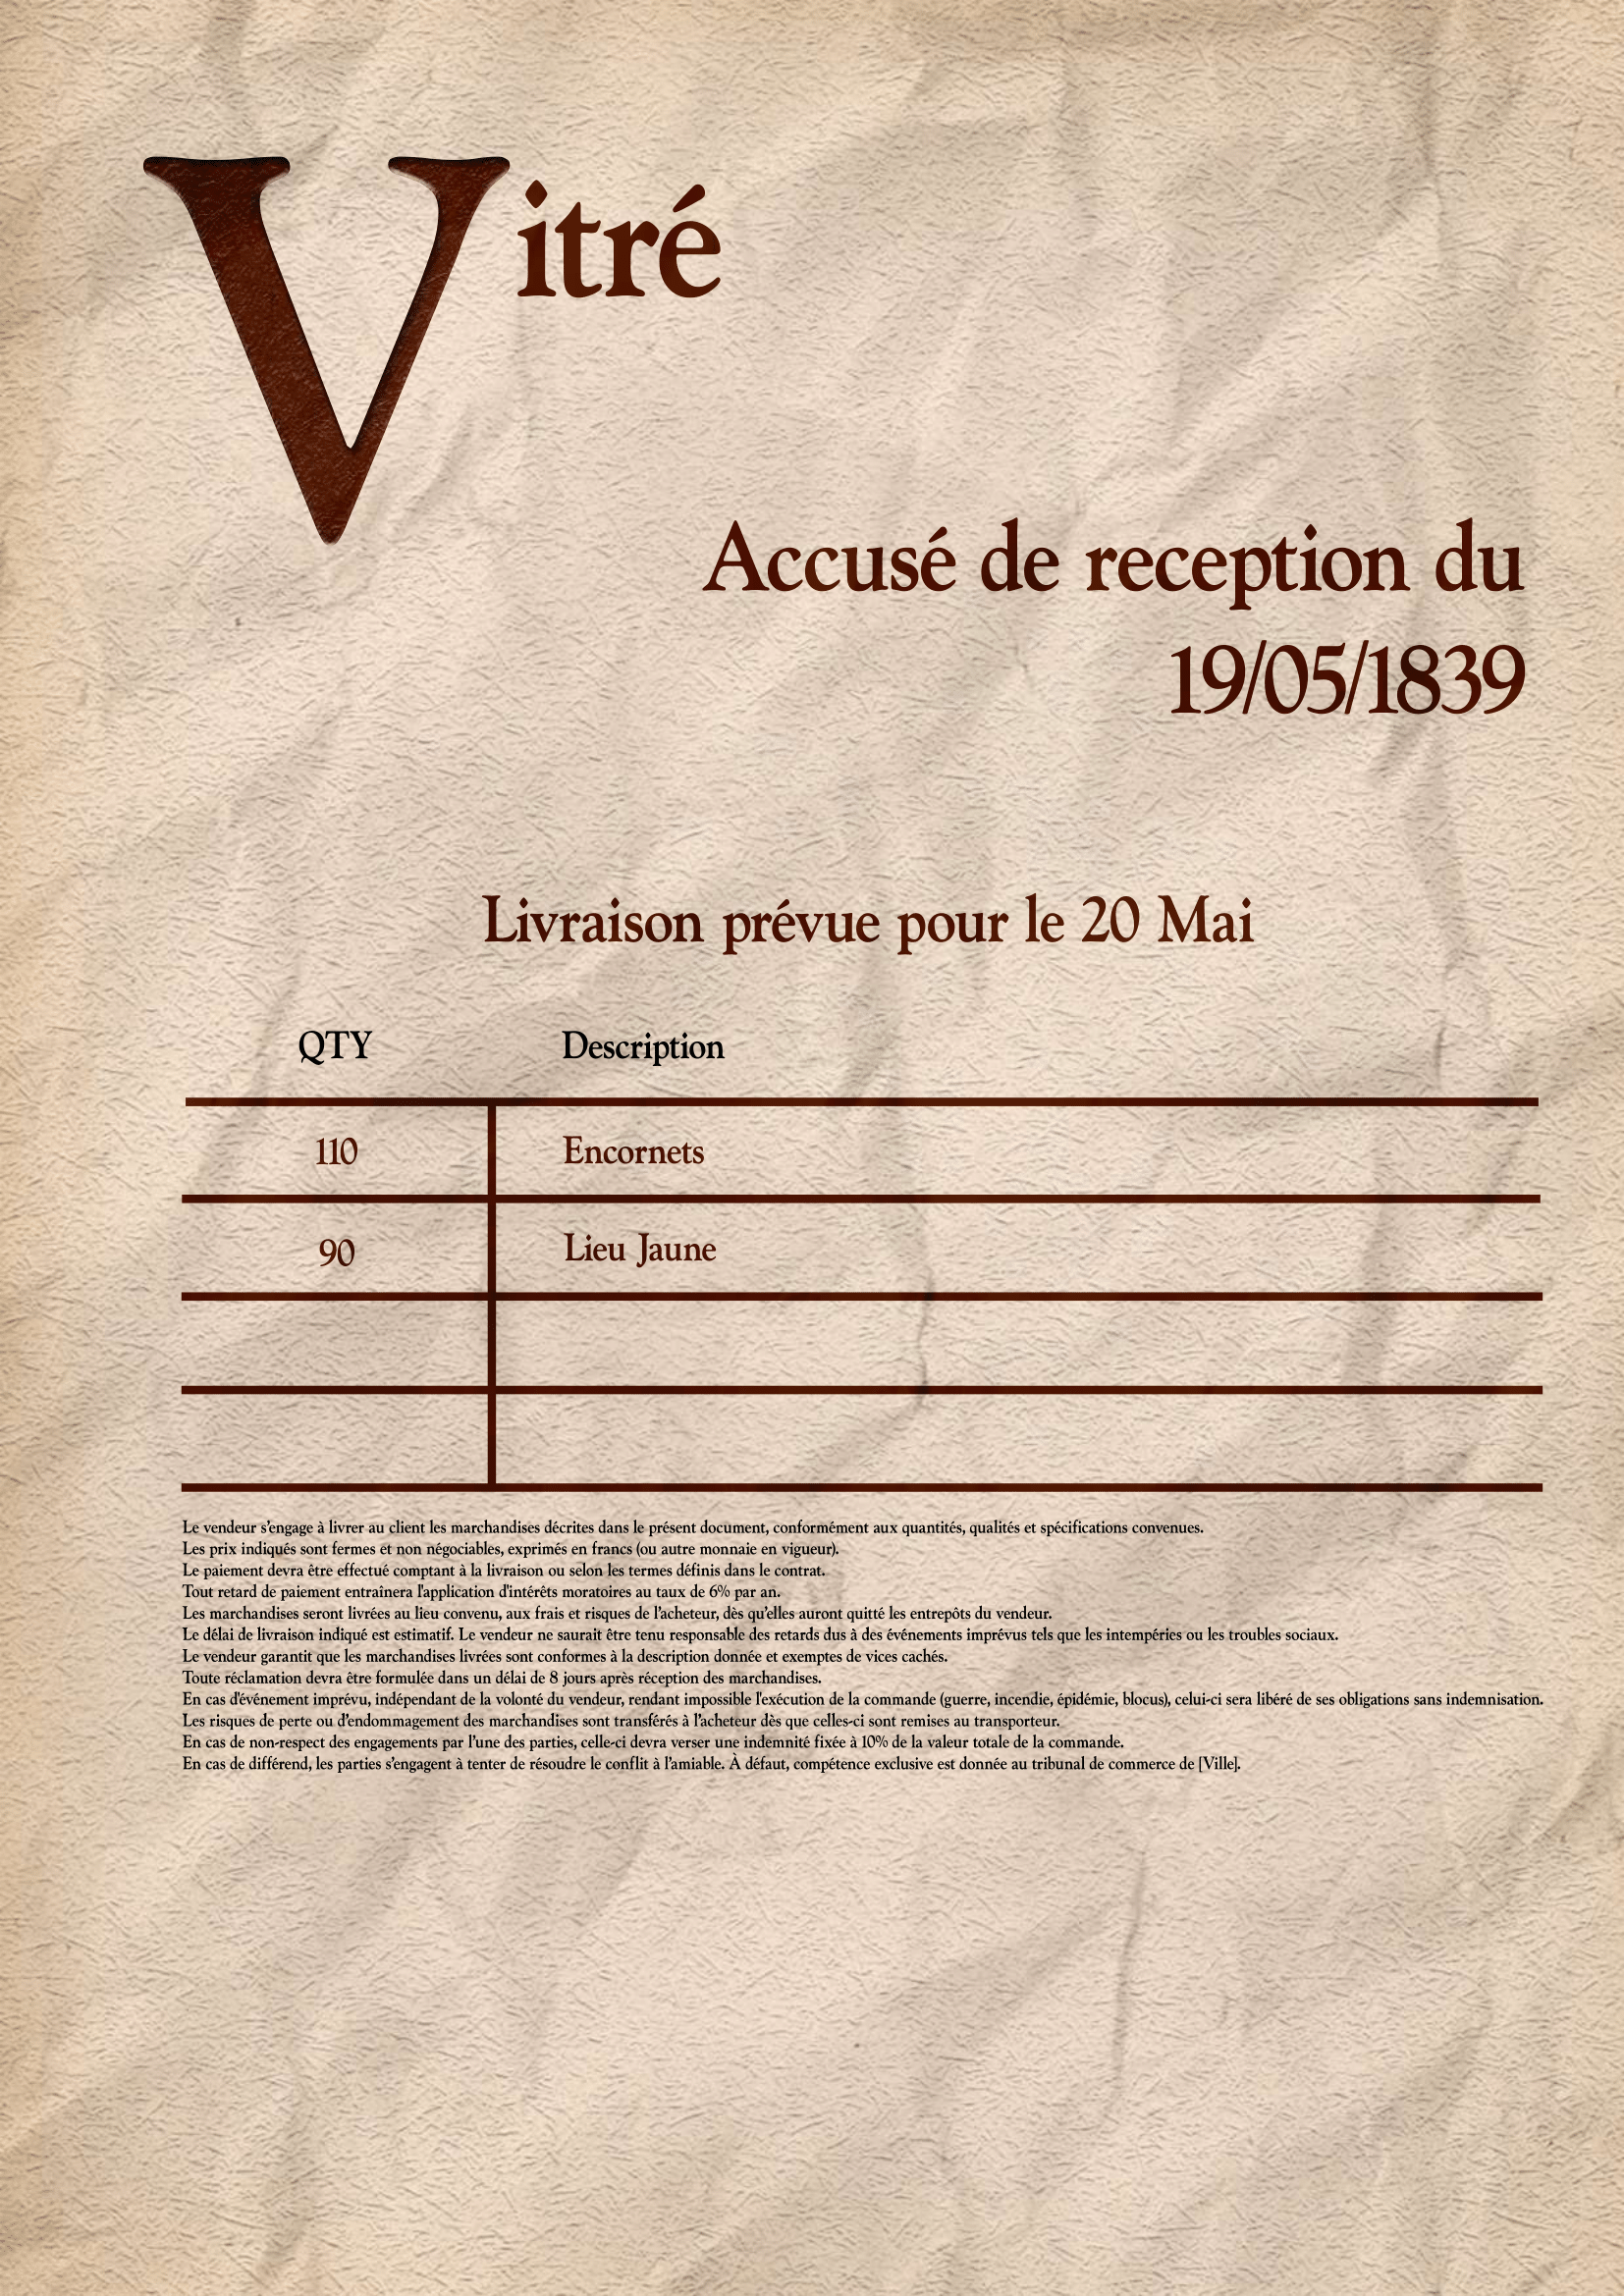 Vitré
Accusé de reception du
19/05/1839
Livraison prévue pour le 20 Mai
QTY Description
110 Encornets
90 Lieu Jaune
Le vendeur s'engage à livrer au client les marchandises décrites dans le présent document, conformément aux quantités, qualités et spécifications convenues.
Les prix indiqués sont fermes et non négociables, exprimés en francs (ou autre monnaie en vigueur).
Le paiement devra être effectué comptant à la livraison ou selon les termes définis dans le contrat.
Tout retard de paiement entraînera l'application d'intérêts moratoires au taux de 6% par an.
Les marchandises seront livrées au lieu convenu, aux frais et risques de l'acheteur, dès qu'elles auront quitté les entrepôts du vendeur.
Le délai de livraison indiqué est estimatif. Le vendeur ne saurait être tenu responsable des retards dus à des événements imprévus tels que les intempéries ou les troubles sociaux.
Le vendeur garantit que les marchandises livrées sont conformes à la description donnée et exemptes de vices cachés.
Toute réclamation devra être formulée dans un délai de 8 jours après réception des marchandises.
En cas d'événement imprévu, indépendant de la volonté du vendeur, rendant impossible l'exécution de la commande (guerre, incendie, épidémie, blocus), celui-ci sera libéré de ses obligations sans indemnisation.
Les risques de perte ou d'endommagement des marchandises sont transférés à l'acheteur dès que celles-ci sont remises au transporteur.
En cas de non-respect des engagements par l'une des parties, celle-ci devra verser une indemnité fixée à 10% de la valeur totale de la commande.
En cas de différend, les parties s'engagent à tenter de résoudre le conflit à l'amiable. À défaut, compétence exclusive est donnée au tribunal de commerce de [Ville].